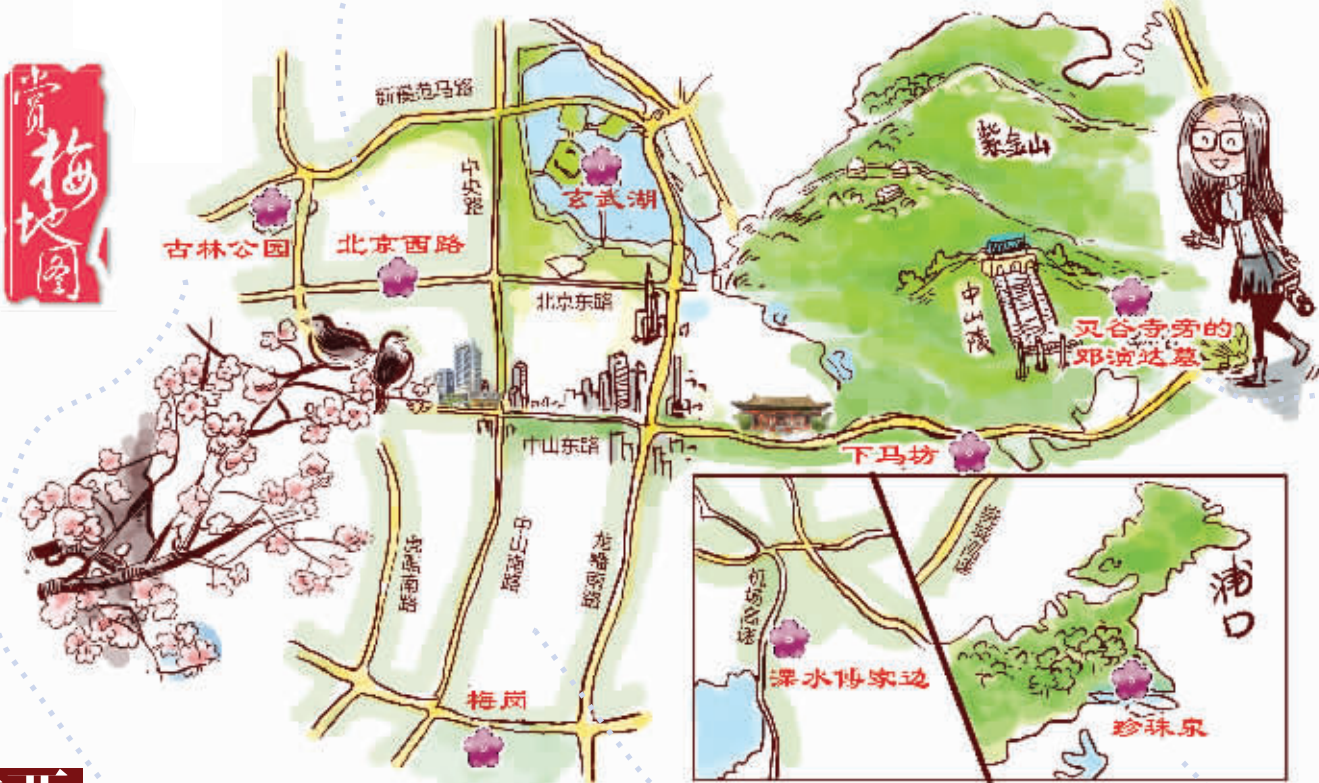 赏梅地图
新模范马路
中央路
玄武湖
紫金山
古林公园
北京西路
北京东路
中山陵
灵谷寺旁的
邓演达墓
中山东路
下马坊
虎踞南路
中山南路
龙蟠南路
机场高速
浦口
溧水傅家边
梅岗
珍珠泉